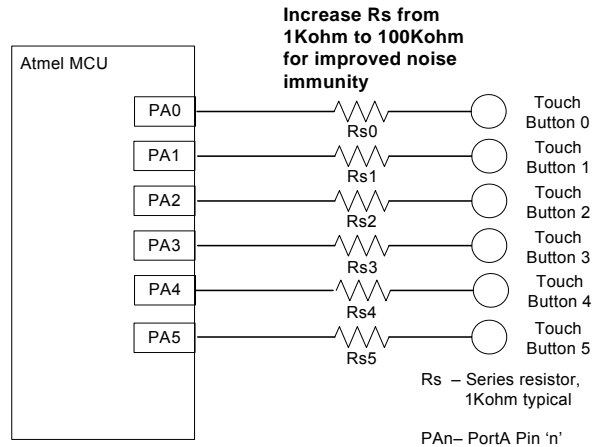 Increase Rs from
1Kohm to 100Kohm
for improved noise
immunity
Atmel MCU
PA0
Rs0
Touch
Button 0
PA1
Rs1
Touch
Button 1
PA2
Rs2
Touch
Button 2
PA3
Rs3
Touch
Button 3
PA4
Rs4
Touch
Button 4
PA5
Rs5
Touch
Button 5
Rs – Series resistor,
1Kohm typical
PAn– PortA Pin ‘n’